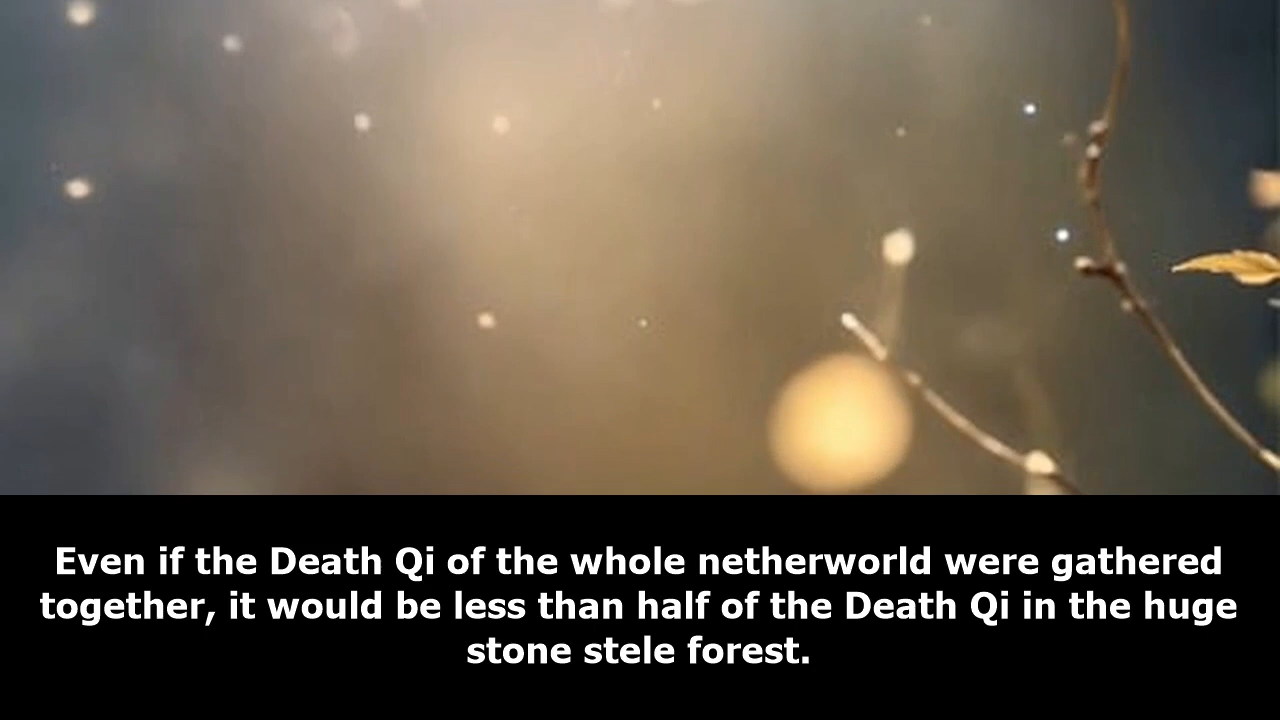 Even if the Death Qi of the whole netherworld were gathered
together, it would be less than half of the Death Qi in the huge
stone stele forest.